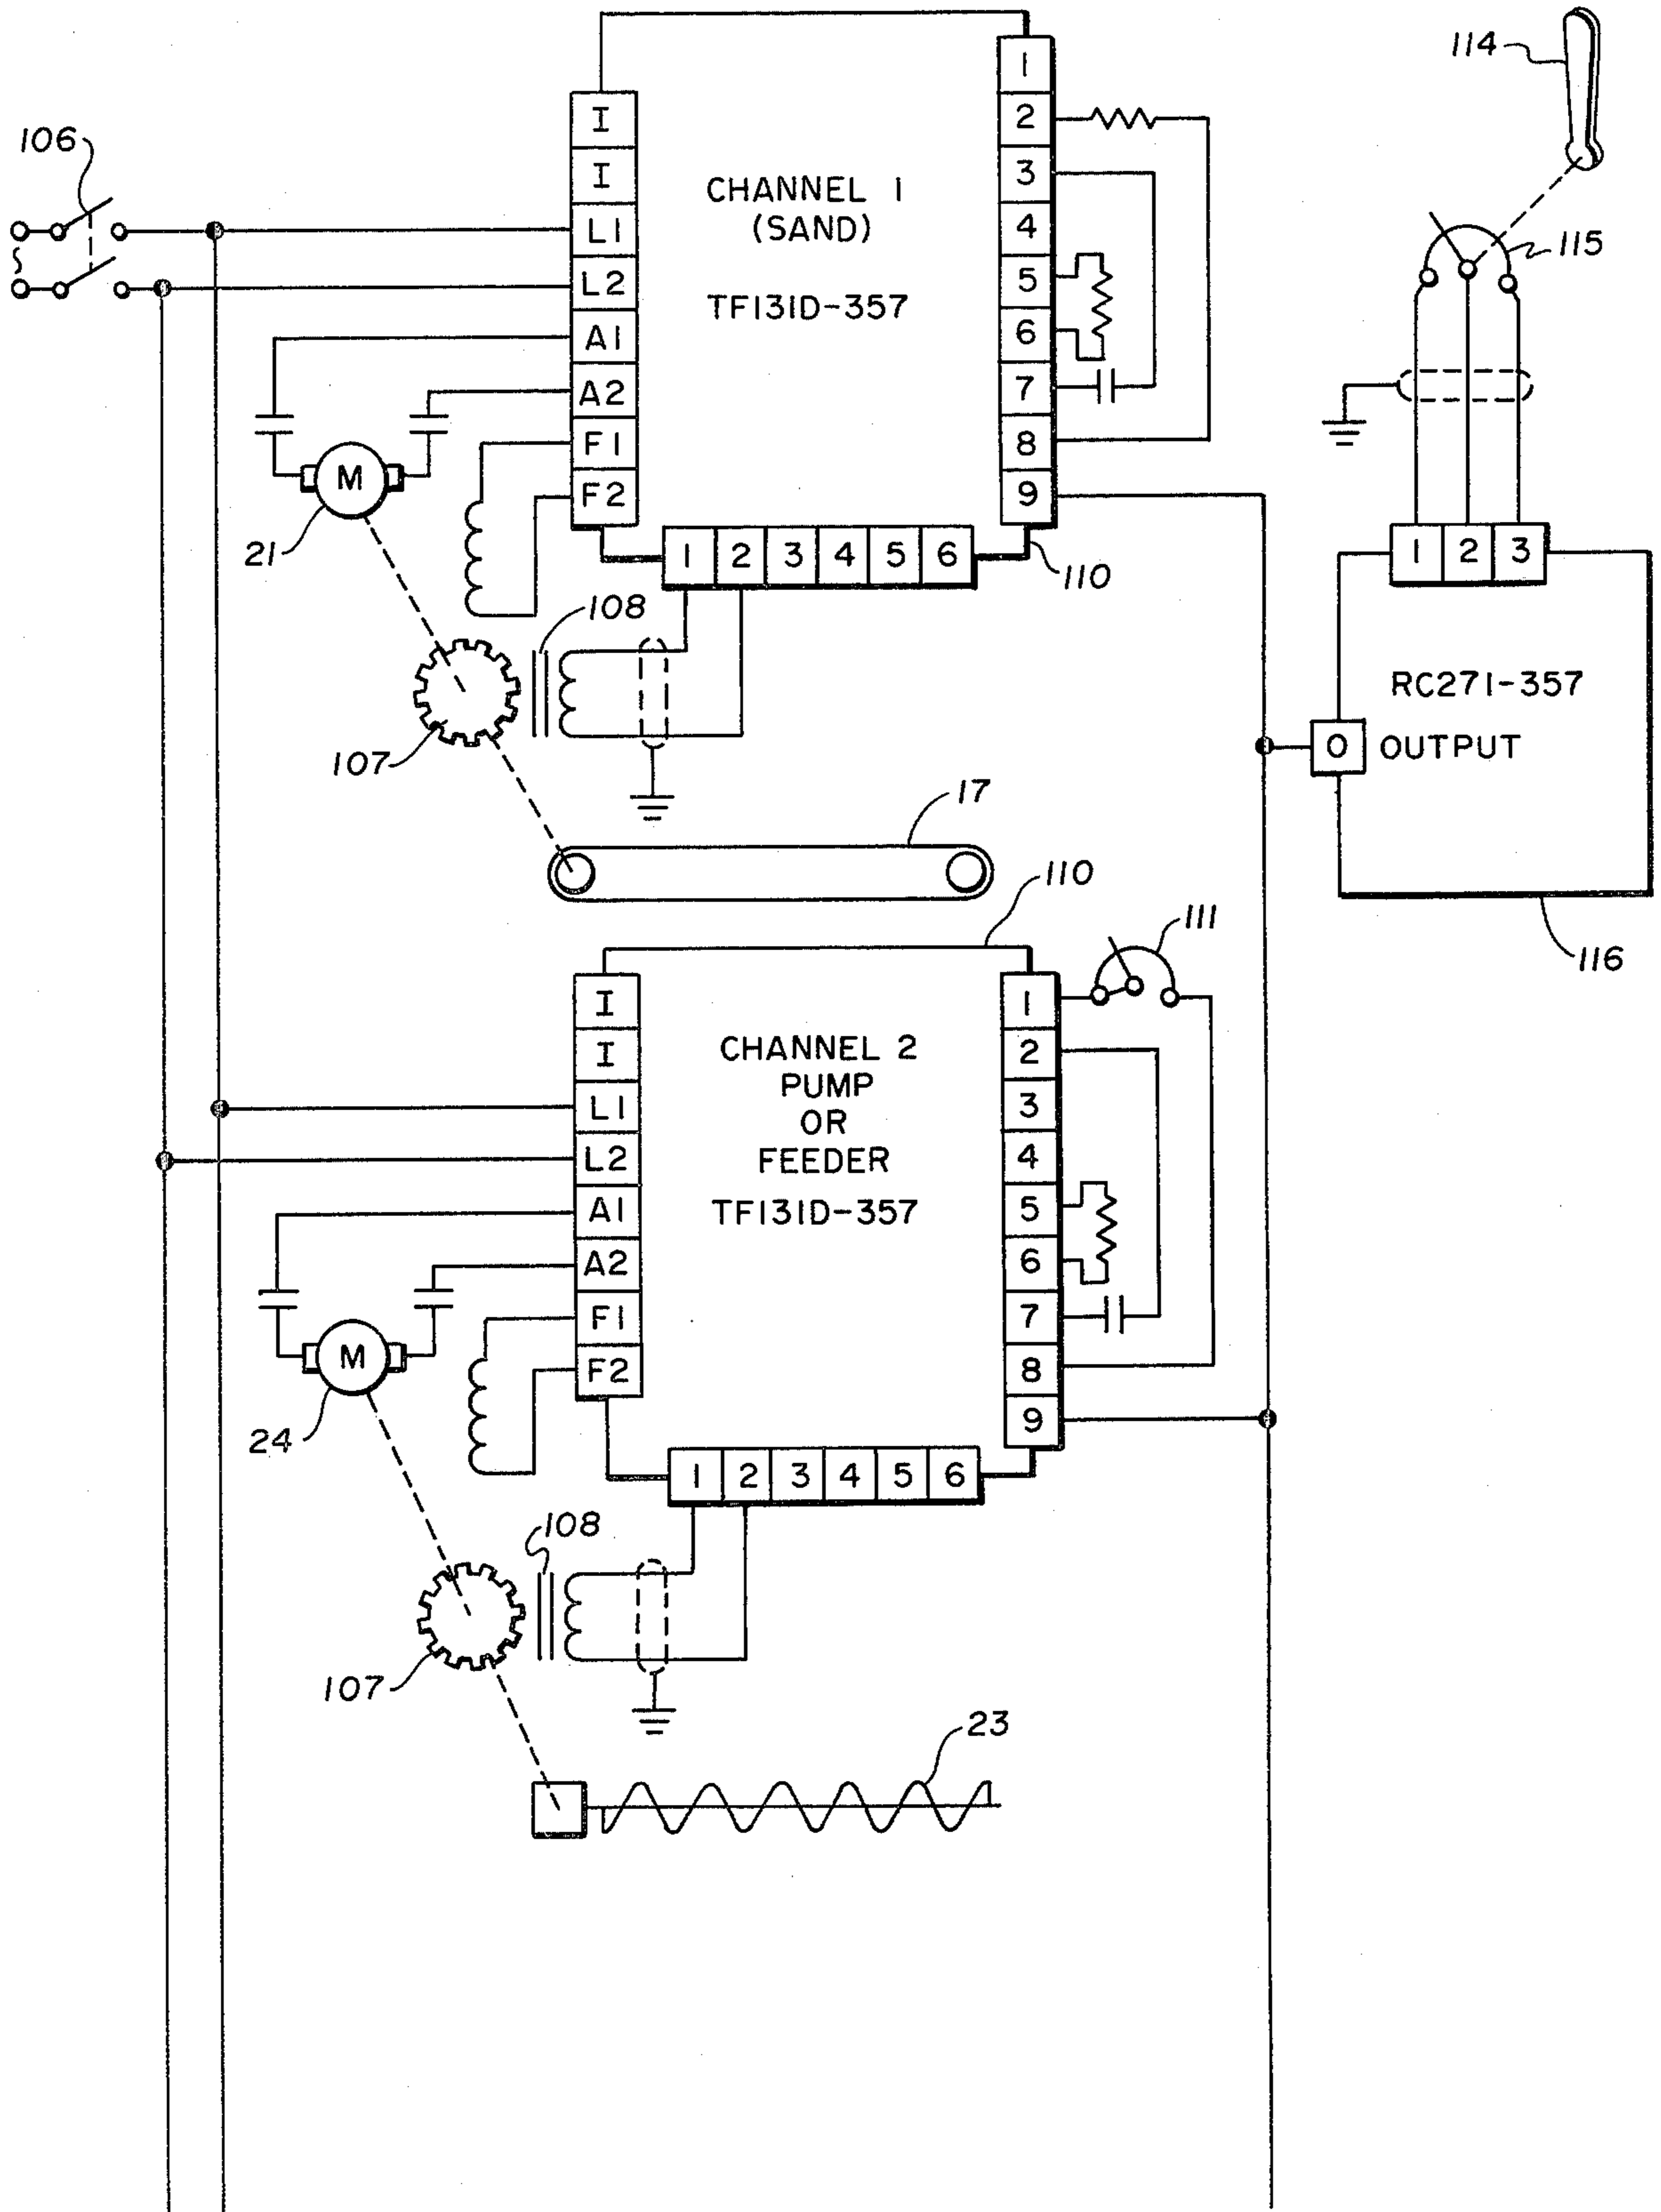 106
I
I
L1
L2
A1
A2
F1
F2
CHANNEL 1
(SAND)
TF131D-357
1
2
3
4
5
6
7
8
9
1 2 3 4 5 6
110
M
21
108
107
17
114
115
1 2 3
RC271-357
O OUTPUT
116
110
111
I
I
L1
L2
A1
A2
F1
F2
CHANNEL 2
PUMP
OR
FEEDER
TF131D-357
1
2
3
4
5
6
7
8
9
1 2 3 4 5 6
M
24
108
107
23